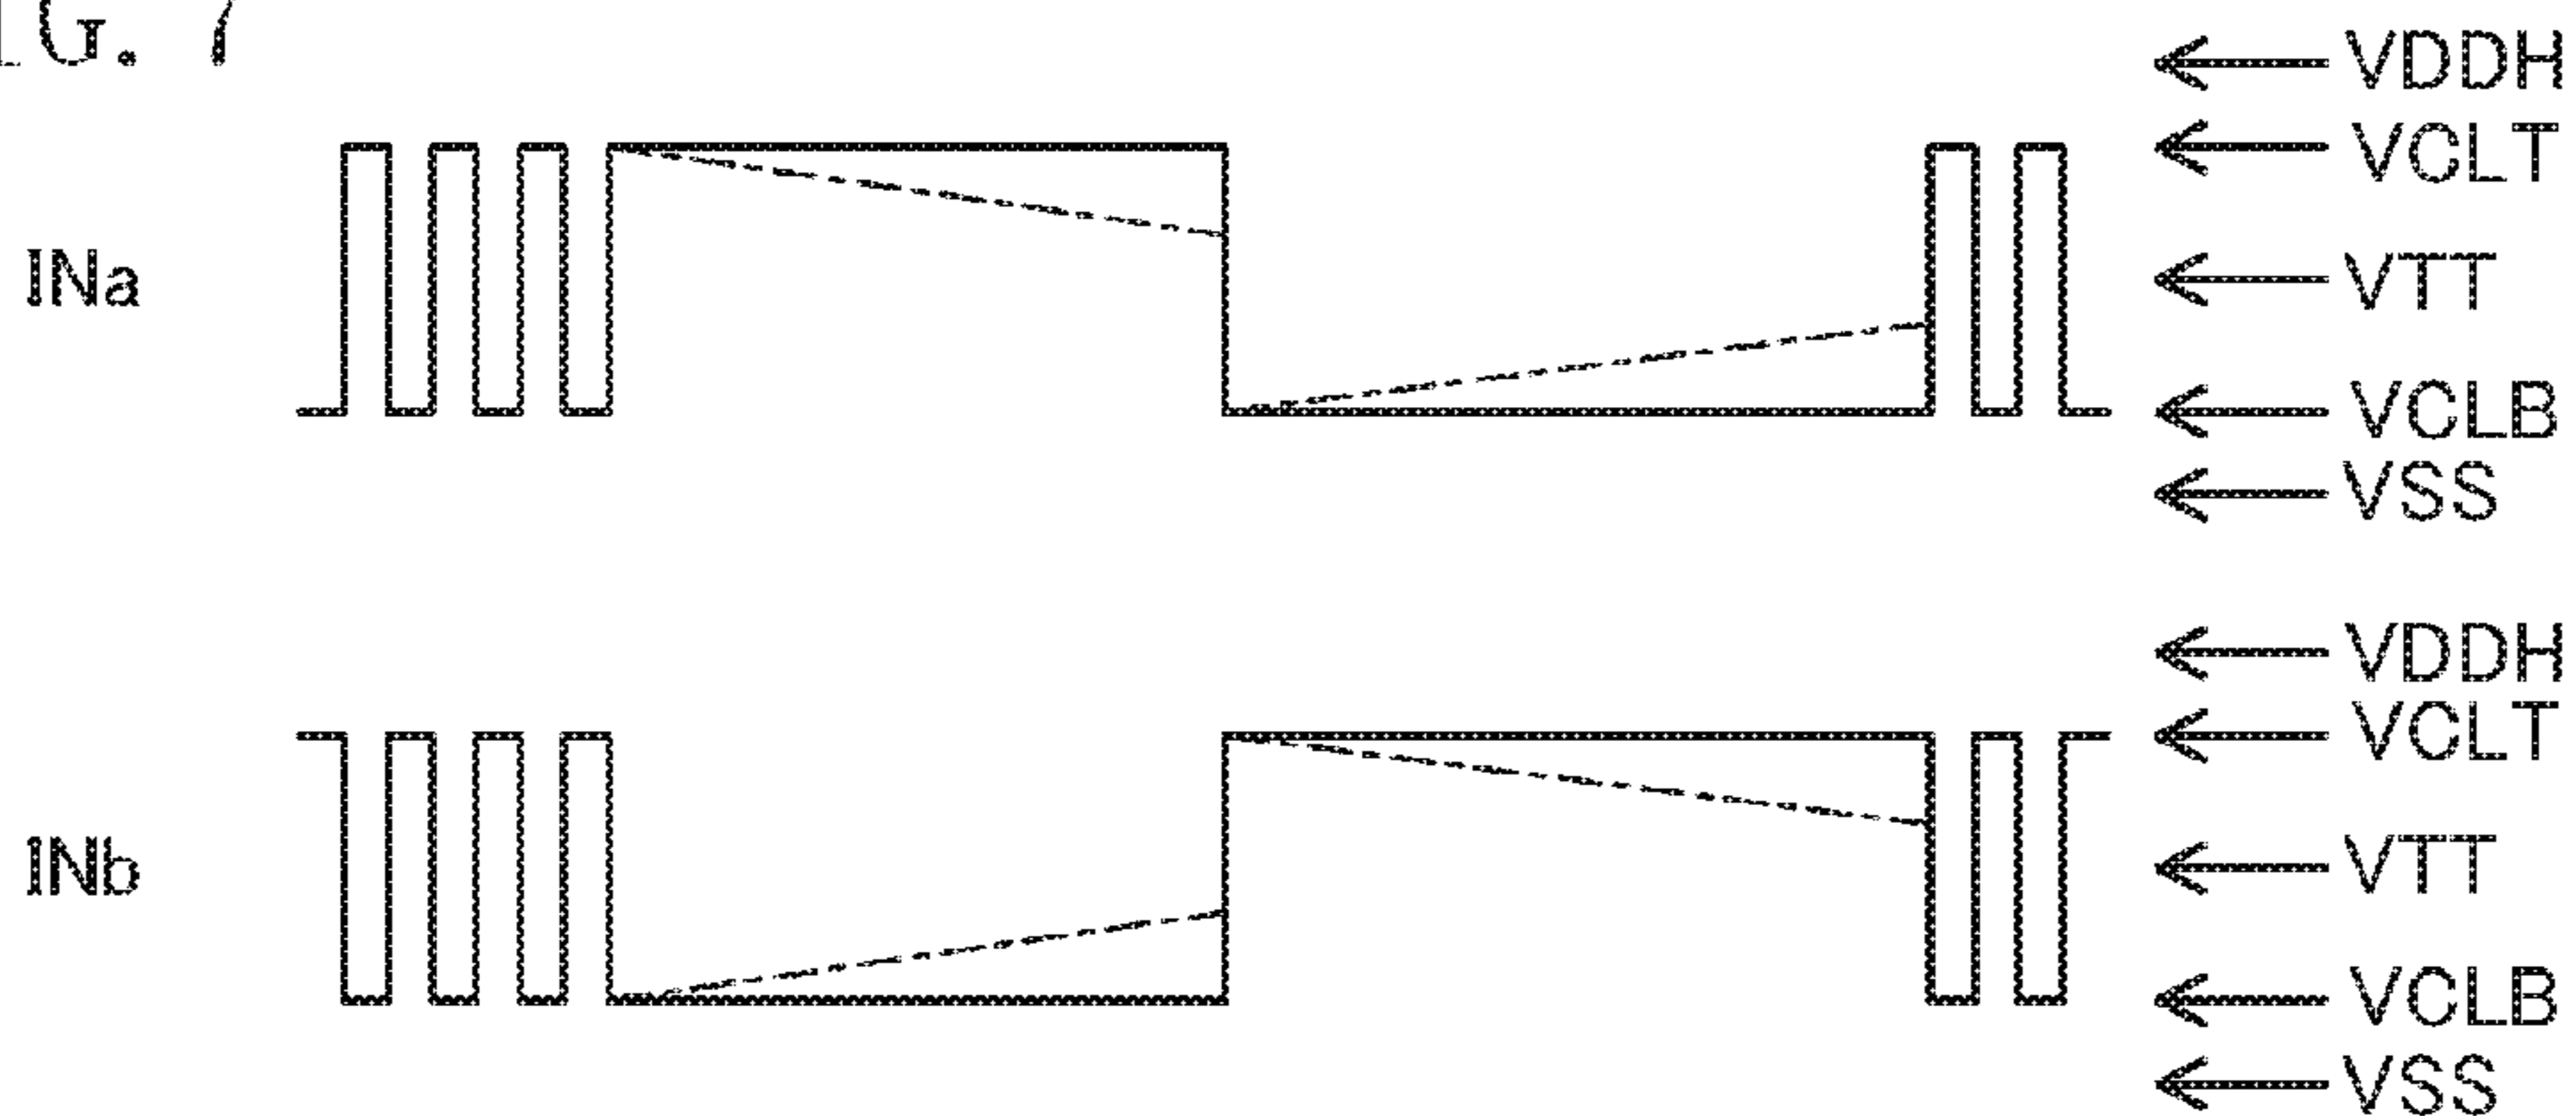 IG. 7
VDDH
VCLT
INa
VTT
VCLB
VSS
VDDH
VCLT
INb
VTT
VCLB
VSS